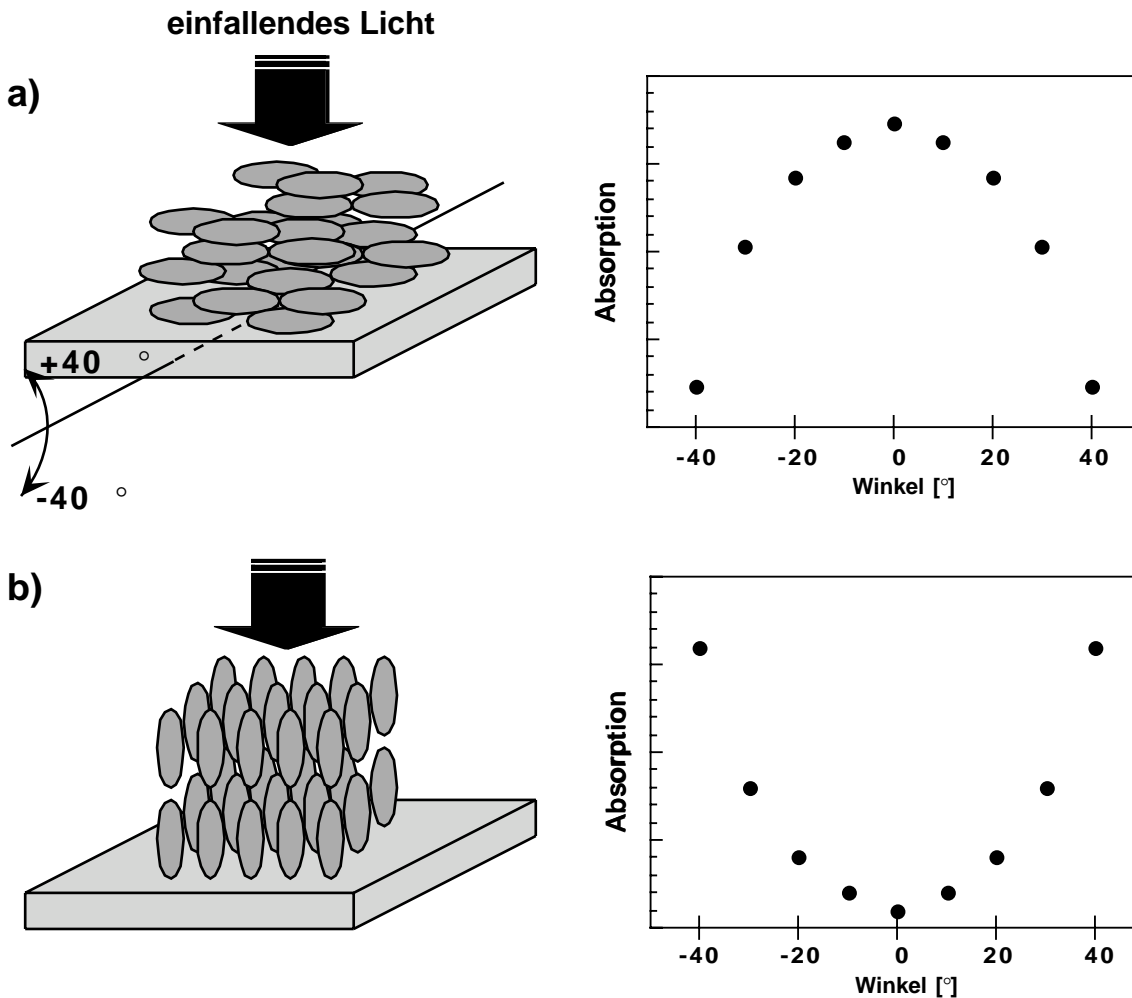 einfallendes Licht
a)
+40 °
-40 °
Absorption
-40 -20 0 20 40
Winkel [°]
b)
Absorption
-40 -20 0 20 40
Winkel [°]